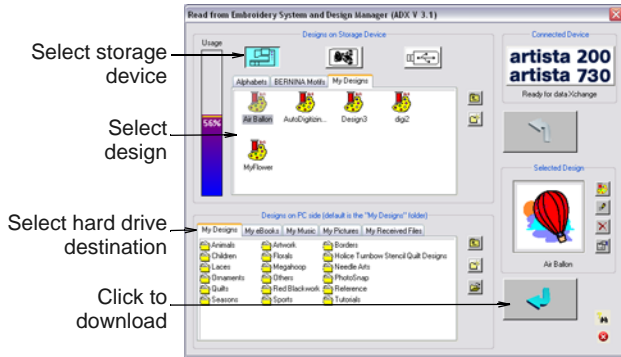 Read from Embroidery System and Design Manager (ADX V 3.1)
Usage
Designs on Storage Device
Connected Device
Select storage
device
artista 200
artista 730
Ready for data Xchange
Alphabets BERNINA Motifs My Designs
Air Ballon AutoDigitizin... Design3 digi2
56%
Select
design
MyFlower
Selected Design
Air Ballon
Designs on PC side (default is the "My Designs" folder)
Select hard drive
destination
My Designs My eBooks My Music My Pictures My Received Files
Animals Artwork Borders
Children Florals Holice Turnbow Stencil Quilt Designs
Laces Megahoop Needle Arts
Ornaments Others PhotoSnap
Quilts Red Blackwork Reference
Seasons Sports Tutorials
Click to
download